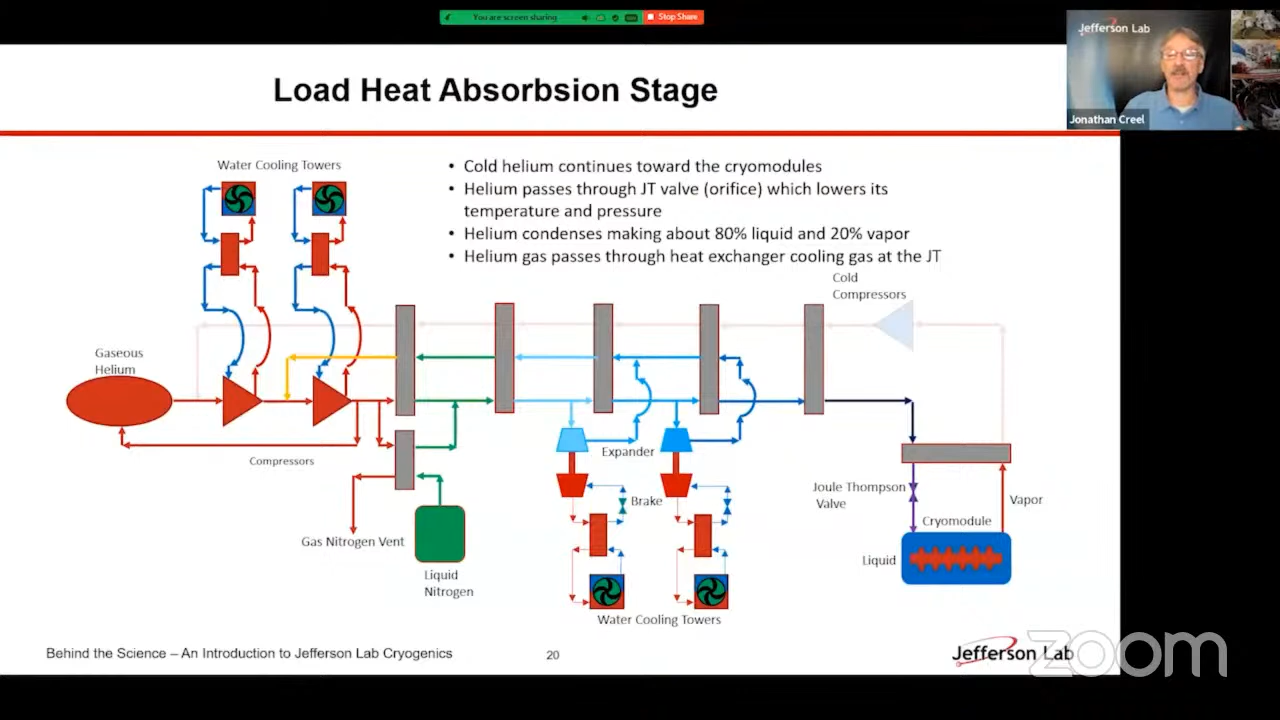 You are screen sharing
Stop Share
Jefferson Lab
Jonathan Creel
Load Heat Absorbsion Stage
Water Cooling Towers
• Cold helium continues toward the cryomodules
• Helium passes through JT valve (orifice) which lowers its
temperature and pressure
• Helium condenses making about 80% liquid and 20% vapor
• Helium gas passes through heat exchanger cooling gas at the JT
Cold
Compressors
Gaseous
Helium
Compressors
Expander
Brake
Joule Thompson
Valve
Vapor
Cryomodule
Liquid
Gas Nitrogen Vent
Liquid
Nitrogen
Water Cooling Towers
Behind the Science – An Introduction to Jefferson Lab Cryogenics
20
Jefferson Lab
zoom